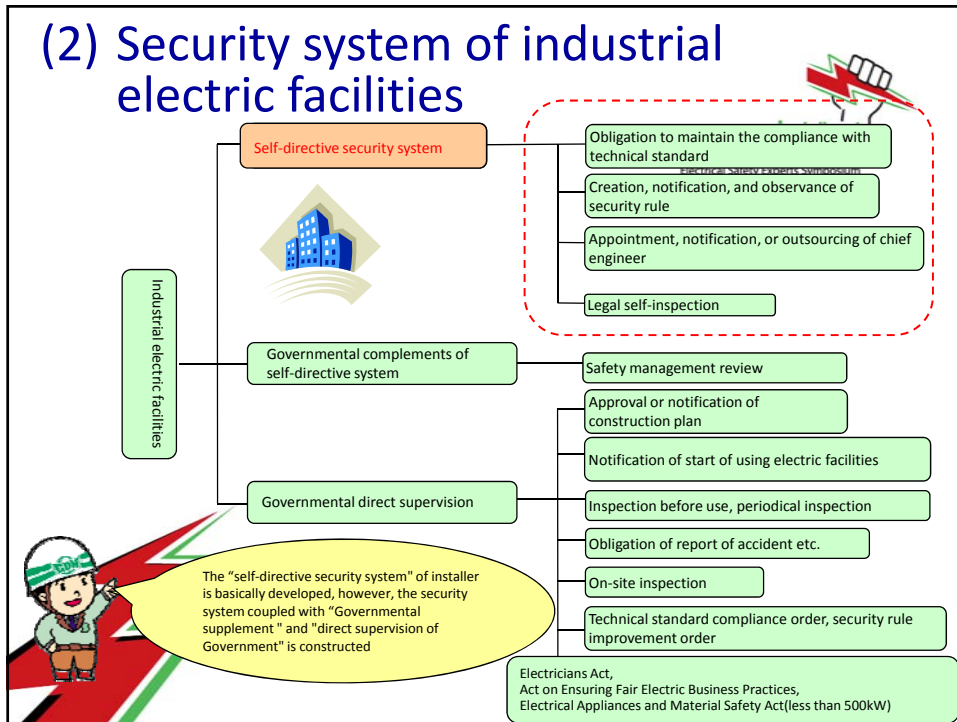 (2) Security system of industrial
electric facilities
Self-directive security system
Obligation to maintain the compliance with
technical standard
Electrical Safety Experts Symposium
Creation, notification, and observance of
security rule
Appointment, notification, or outsourcing of chief
engineer
Legal self-inspection
Industrial electric facilities
Governmental complements of
self-directive system
Safety management review
Approval or notification of
construction plan
Notification of start of using electric facilities
Governmental direct supervision
Inspection before use, periodical inspection
Obligation of report of accident etc.
On-site inspection
Technical standard compliance order, security rule
improvement order
The “self-directive security system" of installer
is basically developed, however, the security
system coupled with “Governmental
supplement " and "direct supervision of
Government" is constructed
Electricians Act,
Act on Ensuring Fair Electric Business Practices,
Electrical Appliances and Material Safety Act(less than 500kW)